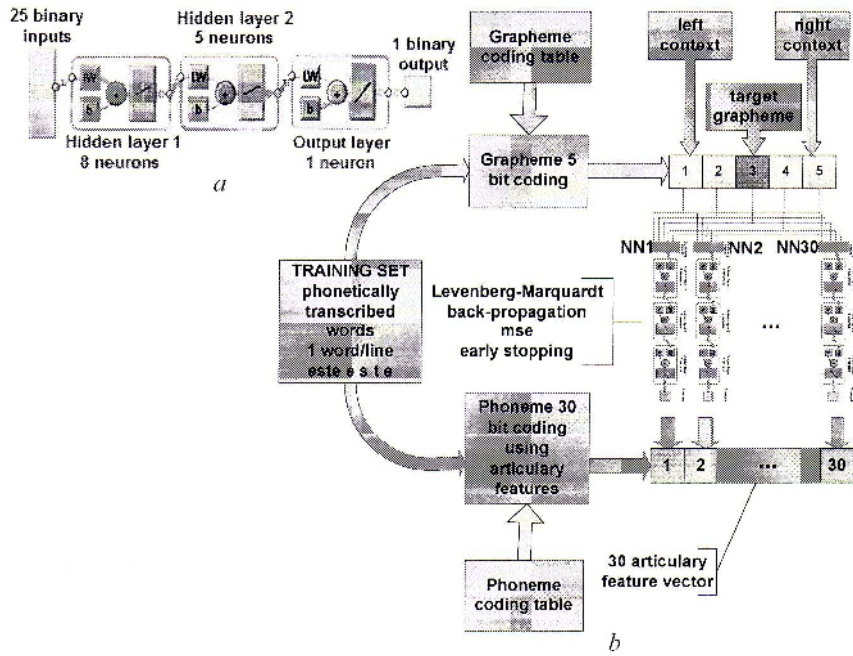 25 binary
inputs
Hidden layer 2
5 neurons
1 binary
output
IW
b
LW
b
LW
b
Hidden layer 1
8 neurons
Output layer
1 neuron
a
Grapheme
coding table
left
context
right
context
target
grapheme
Grapheme 5
bit coding
1 2 3 4 5
NN1 NN2 NN30
TRAINING SET
phonetically
transcribed
words
1 word/line
este e s t e
Levenberg-Marquardt
back-propagation
mse
early stopping
...
Phoneme 30
bit coding
using
articulary
features
1 2 ... 30
Phoneme
coding table
30 articulary
feature vector
b